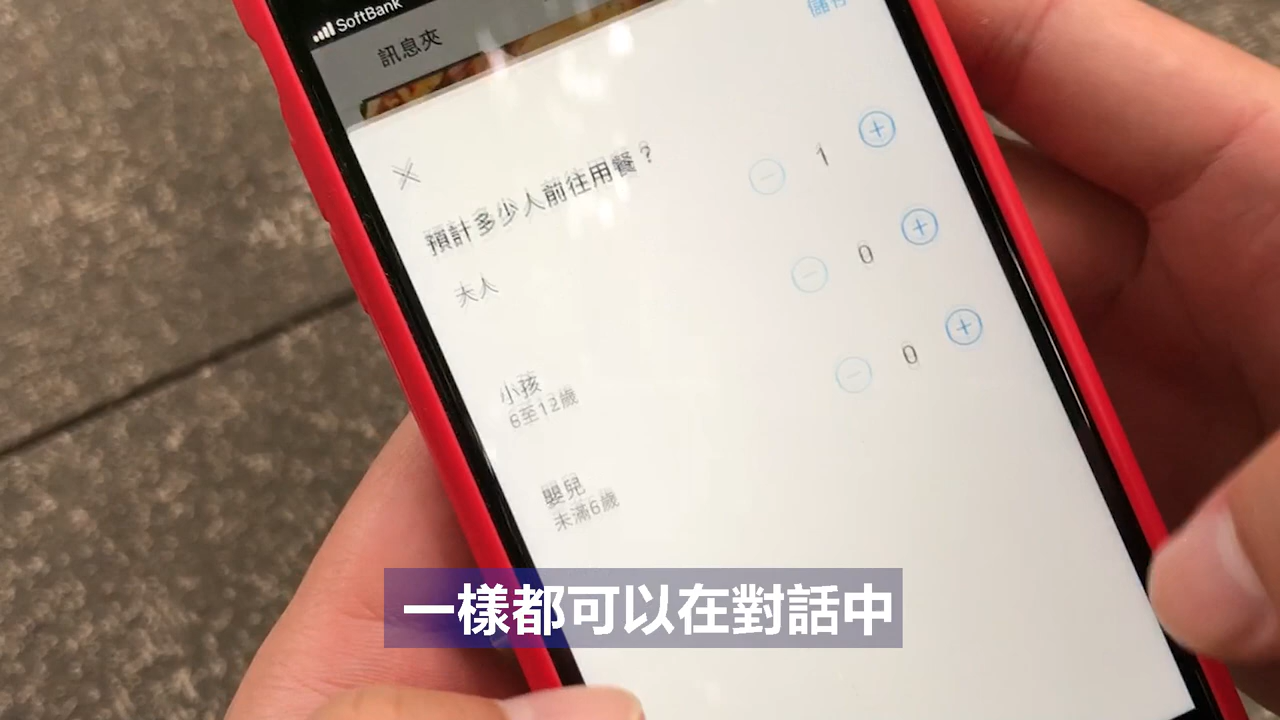 SoftBank
訊息夾
儲存
預計多少人前往用餐？
大人
1
小孩
6至12歲
0
嬰兒
未滿6歲
0
一樣都可以在對話中